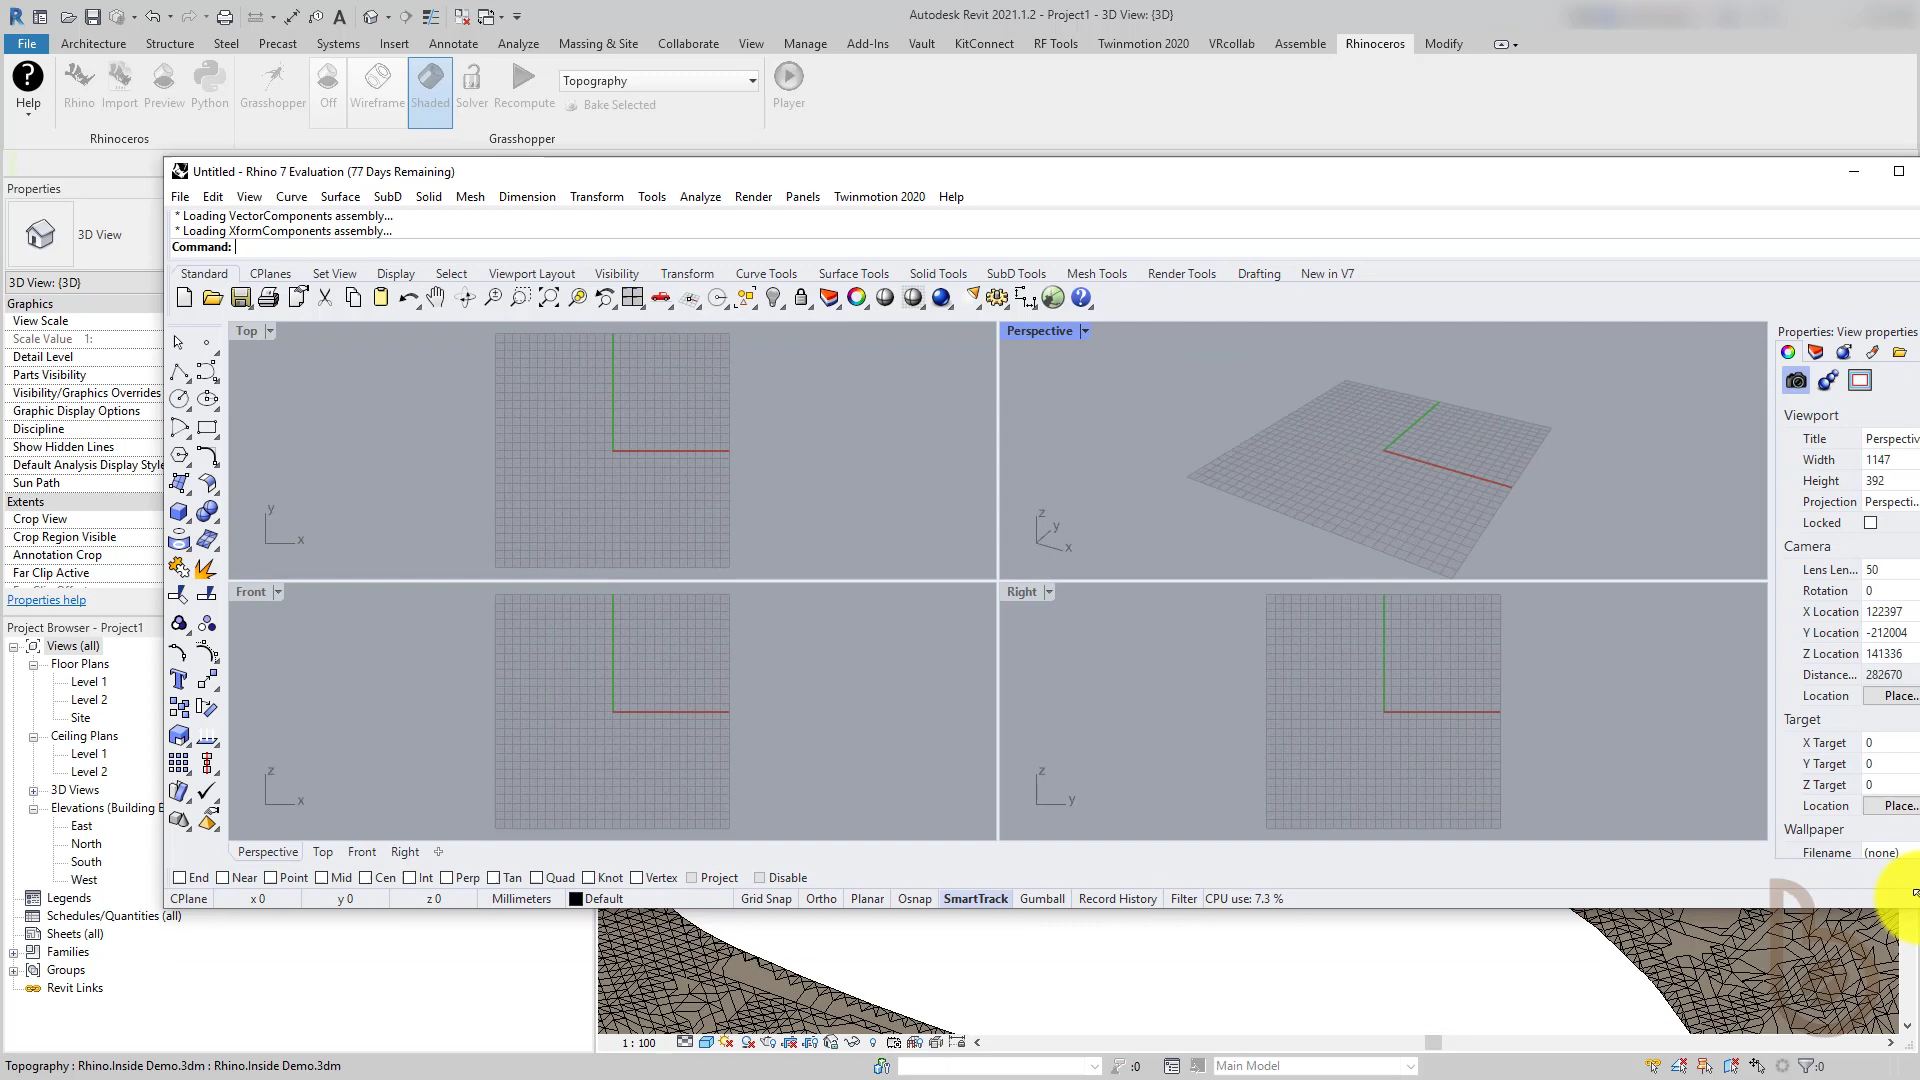 Autodesk Revit 2021.1.2 - Project1 - 3D View: {3D}
File Architecture Structure Steel Precast Systems Insert Annotate Analyze Massing & Site Collaborate View Manage Add-Ins Vault KitConnect RF Tools Twinmotion 2020 VRcollab Assemble Rhinoceros Modify
Help Rhino Import Preview Python Grasshopper Off Wireframe Shaded Solver Recompute Topography Bake Selected Player
Rhinoceros Grasshopper
Untitled - Rhino 7 Evaluation (77 Days Remaining)
File Edit View Curve Surface SubD Solid Mesh Dimension Transform Tools Analyze Render Panels Twinmotion 2020 Help
* Loading VectorComponents assembly...
* Loading XformComponents assembly...
Command:
Standard CPlanes Set View Display Select Viewport Layout Visibility Transform Curve Tools Surface Tools Solid Tools SubD Tools Mesh Tools Render Tools Drafting New in V7
Properties
3D View
3D View: {3D}
Graphics
View Scale
Scale Value 1:
Detail Level
Parts Visibility
Visibility/Graphics Overrides
Graphic Display Options
Discipline
Show Hidden Lines
Default Analysis Display Style
Sun Path
Extents
Crop View
Crop Region Visible
Annotation Crop
Far Clip Active
Properties help
Project Browser - Project1
Views (all)
Floor Plans
Level 1
Level 2
Site
Ceiling Plans
Level 1
Level 2
3D Views
Elevations (Building E
East
North
South
West
Legends
Schedules/Quantities (all)
Sheets (all)
Families
Groups
Revit Links
Top
y
x
Perspective
z
y
x
Front
z
x
Right
z
y
Properties: View properties
Viewport
Title Perspectiv
Width 1147
Height 392
Projection Perspecti...
Locked
Camera
Lens Len... 50
Rotation 0
X Location 122397
Y Location -212004
Z Location 141336
Distance... 282670
Location Place..
Target
X Target 0
Y Target 0
Z Target 0
Location Place..
Wallpaper
Filename (none)
Perspective Top Front Right
End Near Point Mid Cen Int Perp Tan Quad Knot Vertex Project Disable
CPlane x 0 y 0 z 0 Millimeters Default Grid Snap Ortho Planar Osnap SmartTrack Gumball Record History Filter CPU use: 7.3 %
1 : 100
Topography : Rhino.Inside Demo.3dm : Rhino.Inside Demo.3dm
:0
Main Model
:0